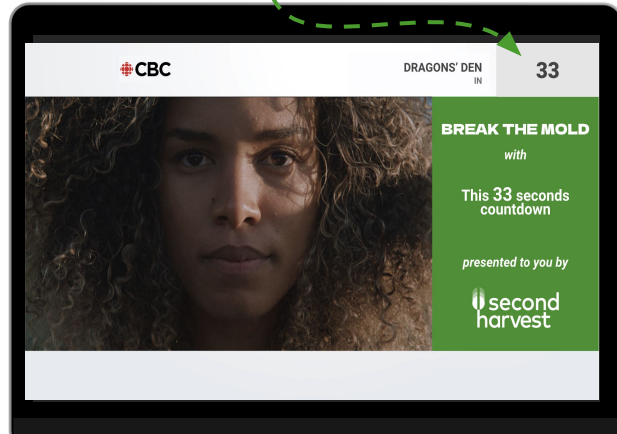 CBC
DRAGONS' DEN
IN
33
BREAK THE MOLD
with
This 33 seconds
countdown
presented to you by
second
harvest